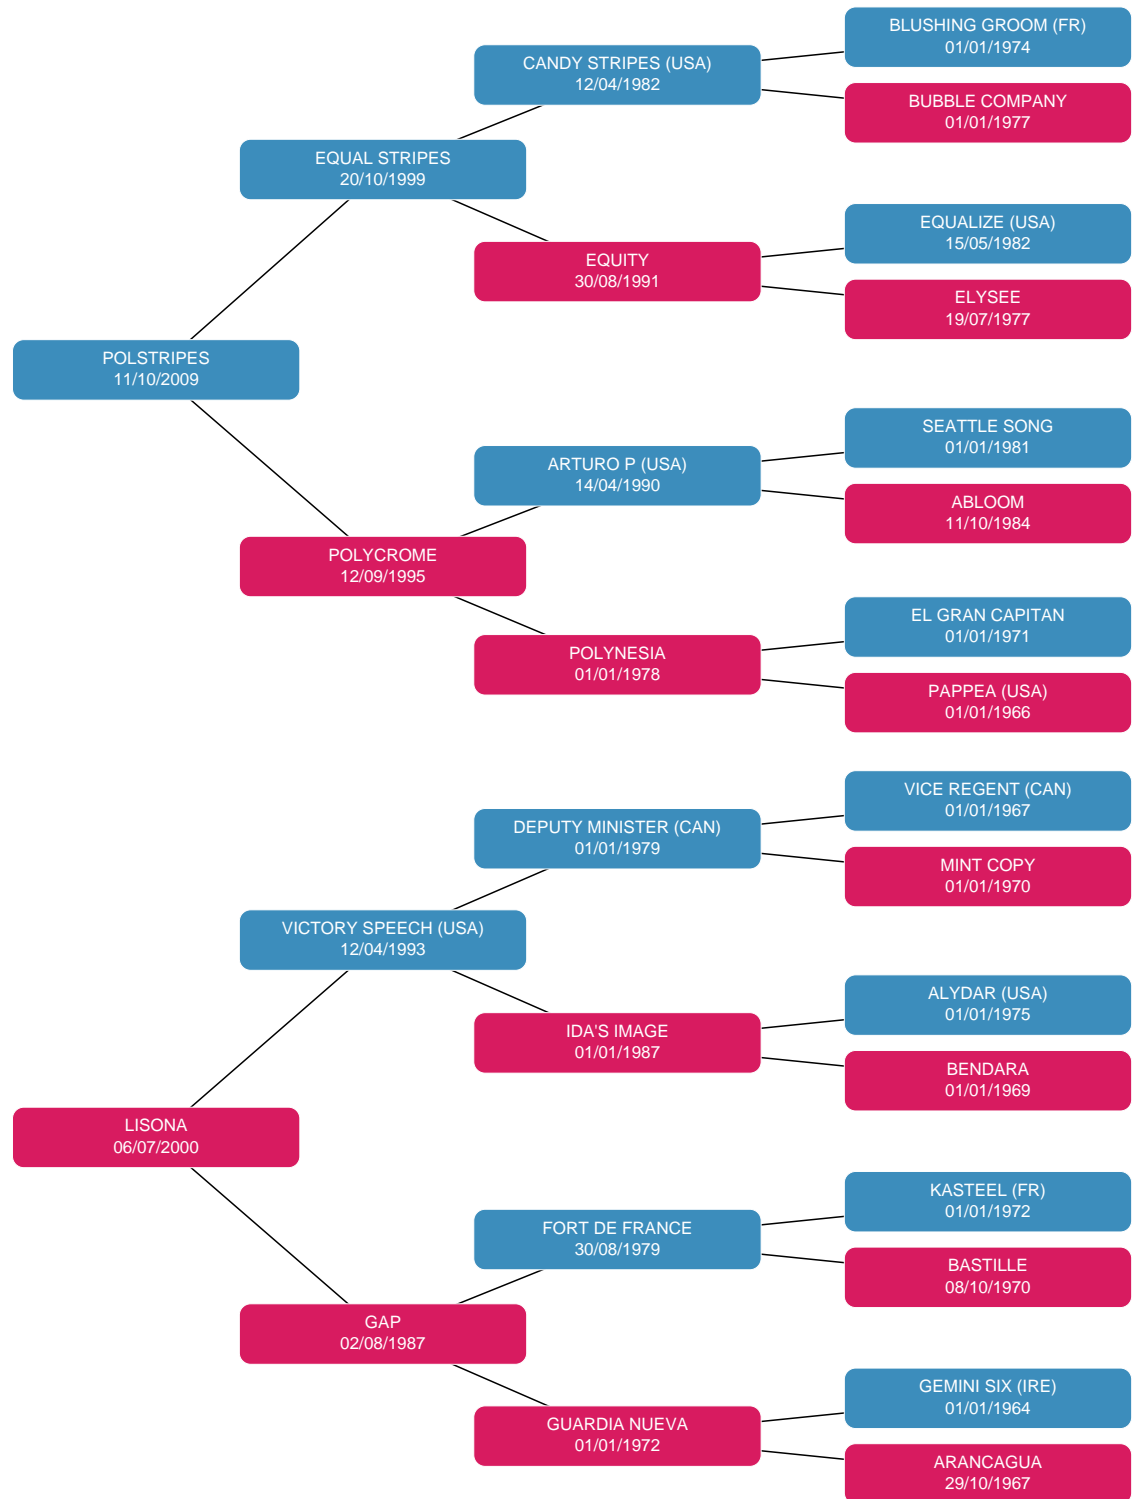 BLUSHING GROOM (FR)
01/01/1974
CANDY STRIPES (USA)
12/04/1982
BUBBLE COMPANY
01/01/1977
EQUAL STRIPES
20/10/1999
EQUALIZE (USA)
15/05/1982
EQUITY
30/08/1991
ELYSEE
19/07/1977
POLSTRIPES
11/10/2009
SEATTLE SONG
01/01/1981
ARTURO P (USA)
14/04/1990
ABLOOM
11/10/1984
POLYCROME
12/09/1995
EL GRAN CAPITAN
01/01/1971
POLYNESIA
01/01/1978
PAPPEA (USA)
01/01/1966
VICE REGENT (CAN)
01/01/1967
DEPUTY MINISTER (CAN)
01/01/1979
MINT COPY
01/01/1970
VICTORY SPEECH (USA)
12/04/1993
ALYDAR (USA)
01/01/1975
IDA'S IMAGE
01/01/1987
BENDARA
01/01/1969
LISONA
06/07/2000
KASTEEL (FR)
01/01/1972
FORT DE FRANCE
30/08/1979
BASTILLE
08/10/1970
GAP
02/08/1987
GEMINI SIX (IRE)
01/01/1964
GUARDIA NUEVA
01/01/1972
ARANCAGUA
29/10/1967